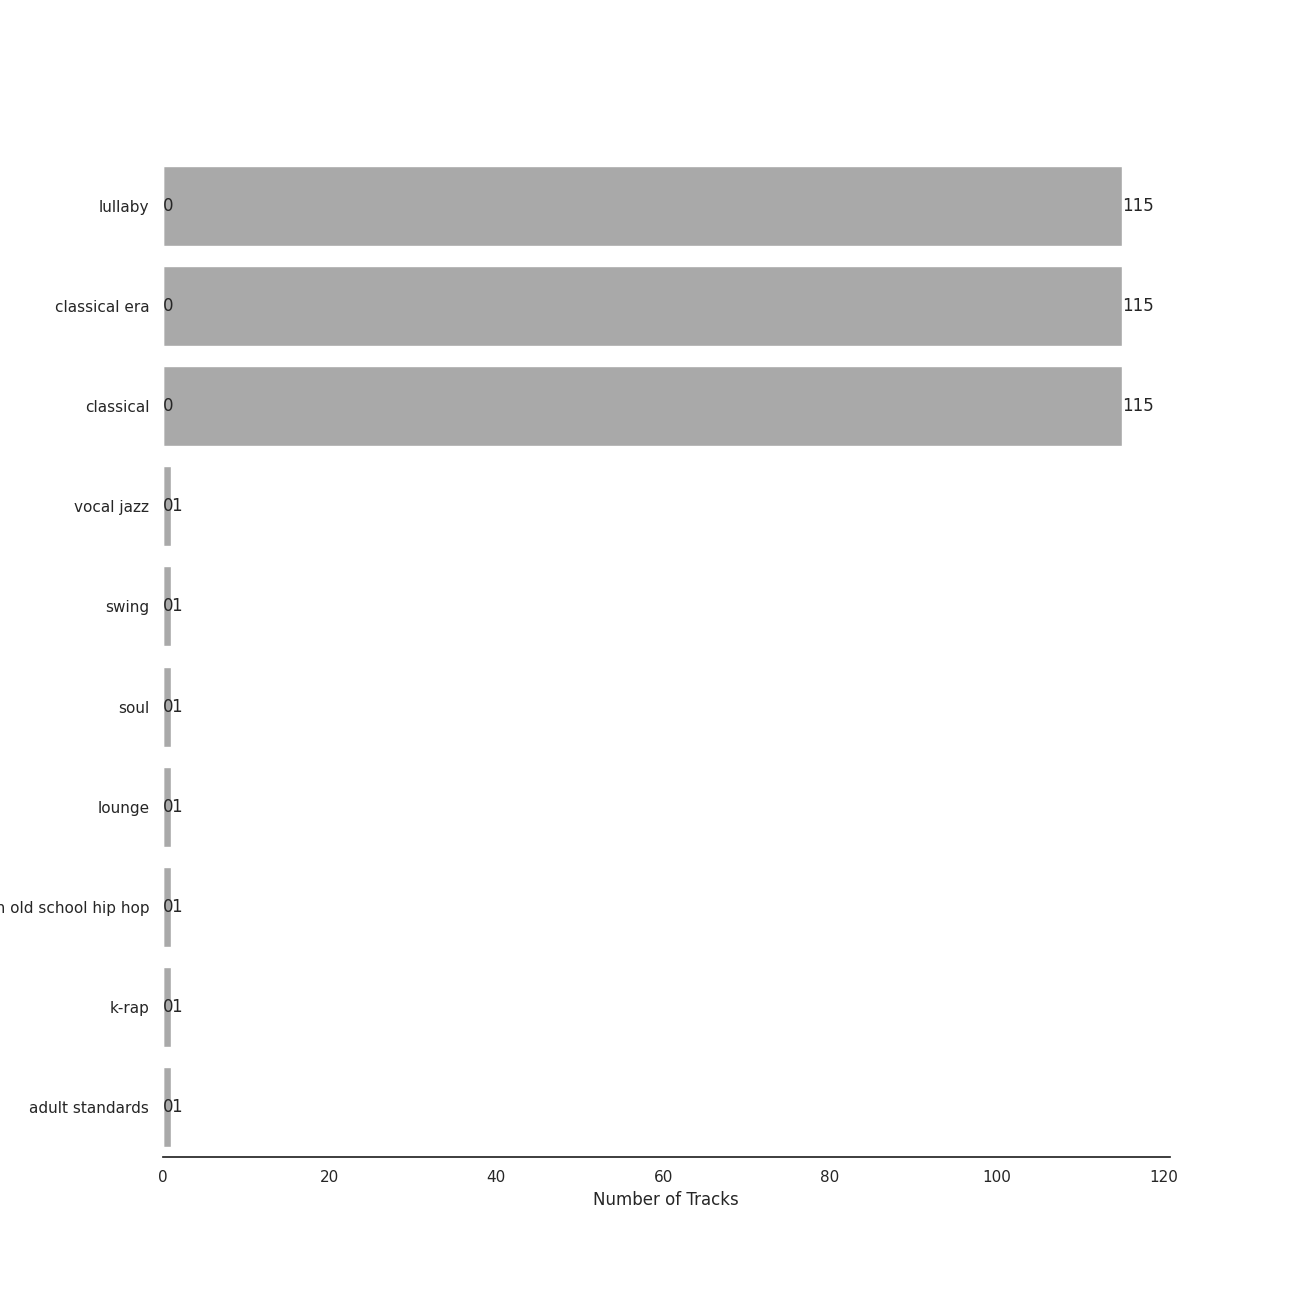 lullaby 0 115
classical era 0 115
classical 0 115
vocal jazz 01
swing 01
soul 01
lounge 01
old school hip hop 01
k-rap 01
adult standards 01
0 20 40 60 80 100 120
Number of Tracks